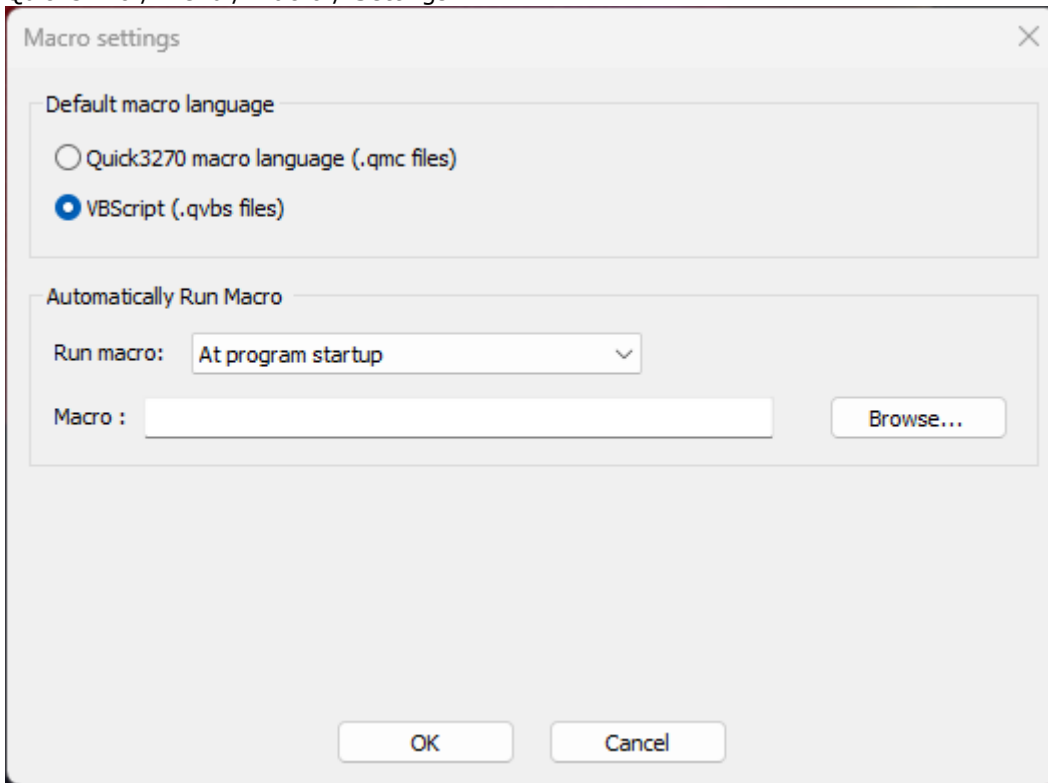 Macro settings
Default macro language
Quick3270 macro language (.qmc files)
VBScript (.qvbs files)
Automatically Run Macro
Run macro: At program startup
Macro :
Browse...
OK
Cancel